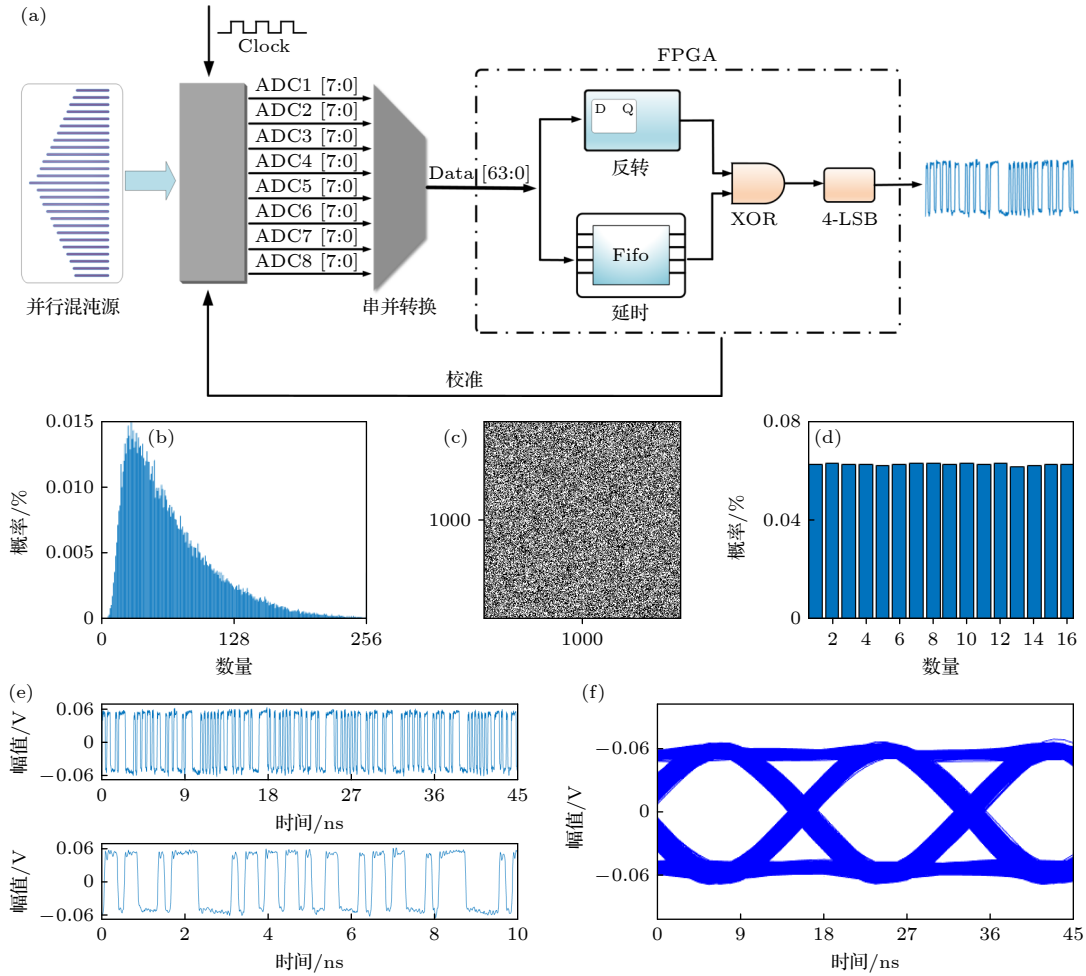 (a)
Clock
FPGA
ADC1 [7:0]
ADC2 [7:0]
ADC3 [7:0]
ADC4 [7:0]
ADC5 [7:0]
ADC6 [7:0]
ADC7 [7:0]
ADC8 [7:0]
Data [63:0]
D Q
反转
Fifo
延时
XOR
4-LSB
并行混沌源
串并转换
校准
(b)
0.015
0.010
0.005
0
0 128 256
概率/%
数量
(c)
1000
1000
(d)
0.08
0.04
0
2 4 6 8 10 12 14 16
概率/%
数量
(e)
0.06
0
−0.06
0 9 18 27 36 45
幅值/V
时间/ns
0.06
0
−0.06
0 2 4 6 8 10
幅值/V
时间/ns
(f)
−0.06
0
−0.06
0 9 18 27 36 45
幅值/V
时间/ns